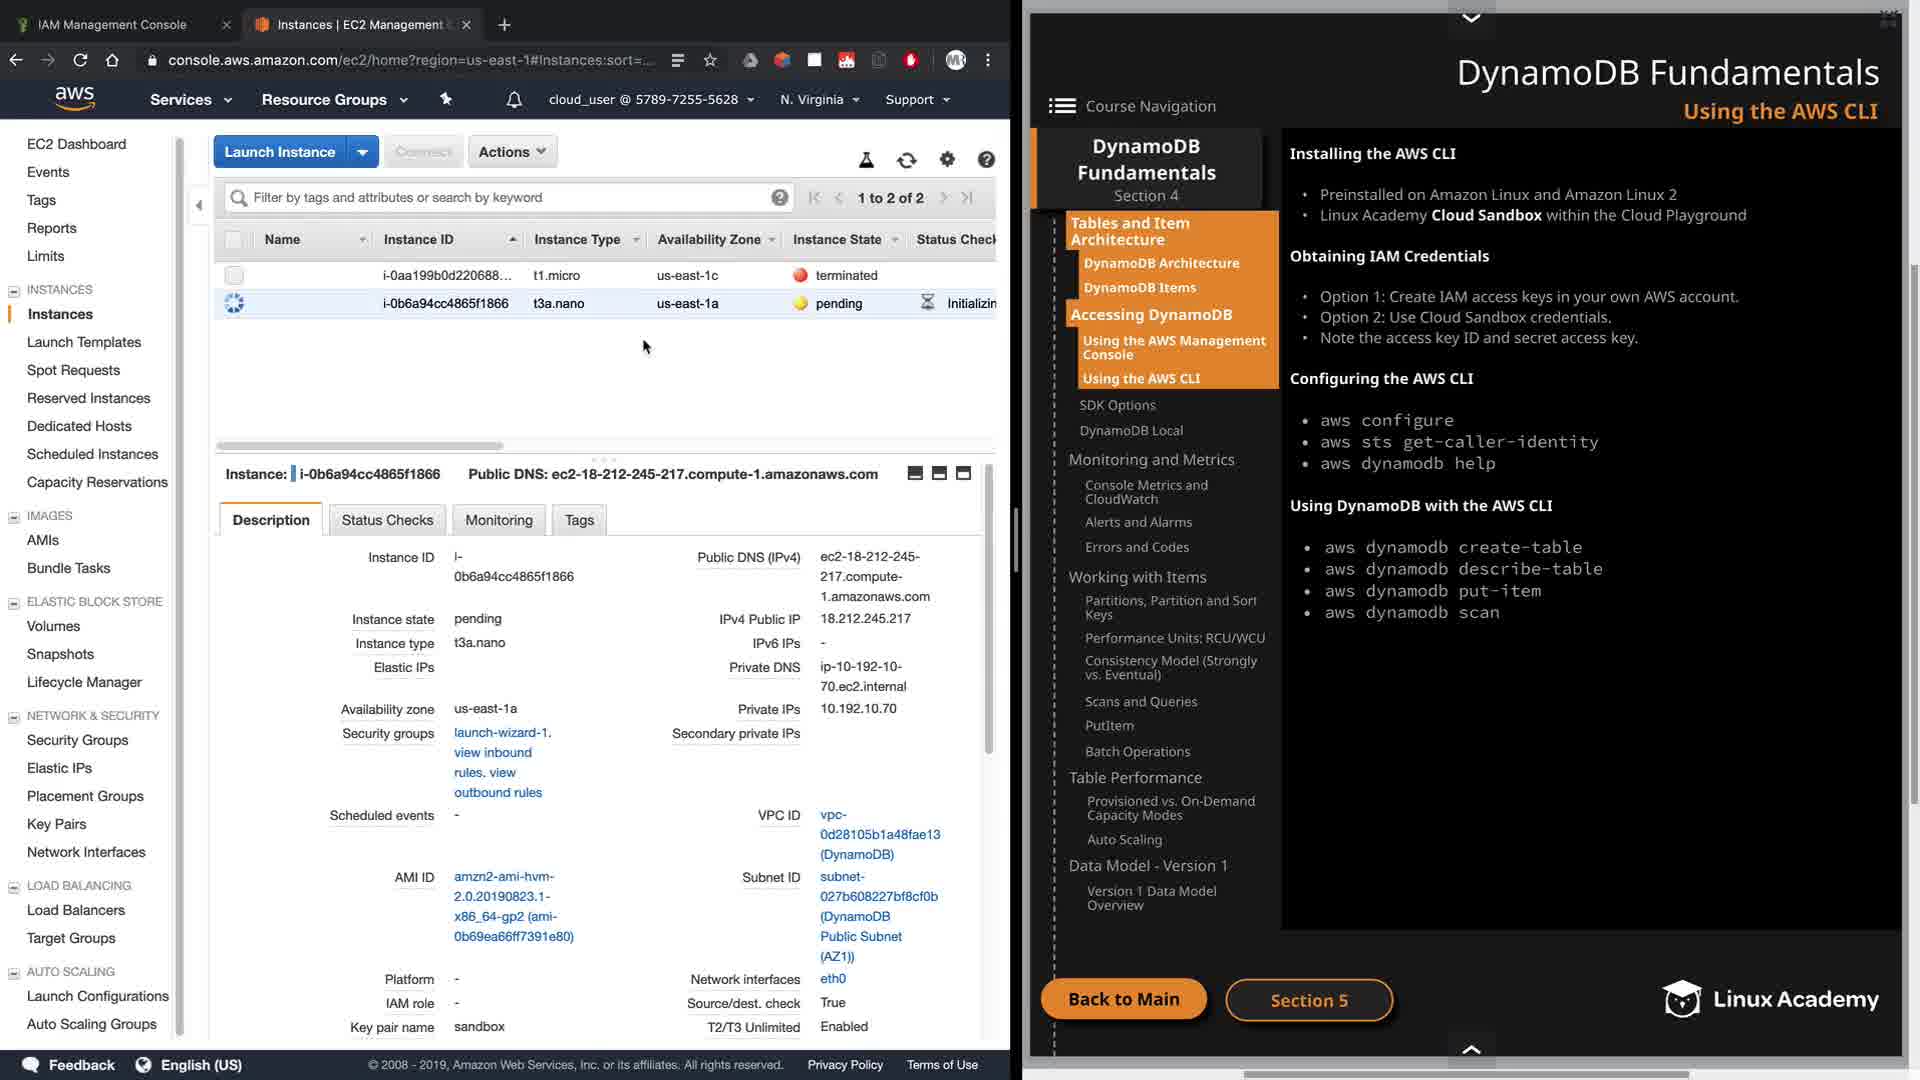 IAM Management Console
Instances | EC2 Management
console.aws.amazon.com/ec2/home?region=us-east-1#Instances:sort=...
aws
Services
Resource Groups
cloud_user @ 5789-7255-5628
N. Virginia
Support
EC2 Dashboard
Events
Tags
Reports
Limits
INSTANCES
Instances
Launch Templates
Spot Requests
Reserved Instances
Dedicated Hosts
Scheduled Instances
Capacity Reservations
IMAGES
AMIs
Bundle Tasks
ELASTIC BLOCK STORE
Volumes
Snapshots
Lifecycle Manager
NETWORK & SECURITY
Security Groups
Elastic IPs
Placement Groups
Key Pairs
Network Interfaces
LOAD BALANCING
Load Balancers
Target Groups
AUTO SCALING
Launch Configurations
Auto Scaling Groups
Launch Instance
Connect
Actions
Filter by tags and attributes or search by keyword
1 to 2 of 2
Name
Instance ID
Instance Type
Availability Zone
Instance State
Status Check
i-0aa199b0d220688...
t1.micro
us-east-1c
terminated
i-0b6a94cc4865f1866
t3a.nano
us-east-1a
pending
Initializin
Instance: i-0b6a94cc4865f1866
Public DNS: ec2-18-212-245-217.compute-1.amazonaws.com
Description
Status Checks
Monitoring
Tags
Instance ID
i-
0b6a94cc4865f1866
Instance state
pending
Instance type
t3a.nano
Elastic IPs
Availability zone
us-east-1a
Security groups
launch-wizard-1.
view inbound
rules. view
outbound rules
Scheduled events
-
AMI ID
amzn2-ami-hvm-
2.0.20190823.1-
x86_64-gp2 (ami-
0b69ea66ff7391e80)
Platform
-
IAM role
-
Key pair name
sandbox
Public DNS (IPv4)
ec2-18-212-245-
217.compute-
1.amazonaws.com
IPv4 Public IP
18.212.245.217
IPv6 IPs
-
Private DNS
ip-10-192-10-
70.ec2.internal
Private IPs
10.192.10.70
Secondary private IPs
VPC ID
vpc-
0d28105b1a48fae13
(DynamoDB)
Subnet ID
subnet-
027b608227bf8cf0b
(DynamoDB
Public Subnet
(AZ1))
Network interfaces
eth0
Source/dest. check
True
T2/T3 Unlimited
Enabled
Feedback
English (US)
© 2008 - 2019, Amazon Web Services, Inc. or its affiliates. All rights reserved.
Privacy Policy
Terms of Use
DynamoDB Fundamentals
Using the AWS CLI
Course Navigation
DynamoDB
Fundamentals
Section 4
Tables and Item
Architecture
DynamoDB Architecture
DynamoDB Items
Accessing DynamoDB
Using the AWS Management
Console
Using the AWS CLI
SDK Options
DynamoDB Local
Monitoring and Metrics
Console Metrics and
CloudWatch
Alerts and Alarms
Errors and Codes
Working with Items
Partitions, Partition and Sort
Keys
Performance Units: RCU/WCU
Consistency Model (Strongly
vs. Eventual)
Scans and Queries
PutItem
Batch Operations
Table Performance
Provisioned vs. On-Demand
Capacity Modes
Auto Scaling
Data Model - Version 1
Version 1 Data Model
Overview
Installing the AWS CLI
• Preinstalled on Amazon Linux and Amazon Linux 2
• Linux Academy Cloud Sandbox within the Cloud Playground
Obtaining IAM Credentials
• Option 1: Create IAM access keys in your own AWS account.
• Option 2: Use Cloud Sandbox credentials.
• Note the access key ID and secret access key.
Configuring the AWS CLI
• aws configure
• aws sts get-caller-identity
• aws dynamodb help
Using DynamoDB with the AWS CLI
• aws dynamodb create-table
• aws dynamodb describe-table
• aws dynamodb put-item
• aws dynamodb scan
Back to Main
Section 5
Linux Academy